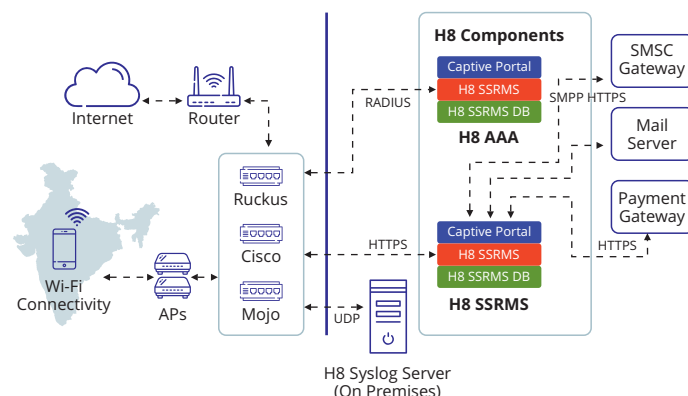 Internet
Router
Wi-Fi
Connectivity
APs
Ruckus
Cisco
Mojo
RADIUS
HTTPS
UDP
H8 Syslog Server
(On Premises)
H8 Components
Captive Portal
H8 SSRMS
H8 SSRMS DB
H8 AAA
SMPP HTTPS
Captive Portal
H8 SSRMS
H8 SSRMS DB
H8 SSRMS
HTTPS
SMSC
Gateway
Mail
Server
Payment
Gateway